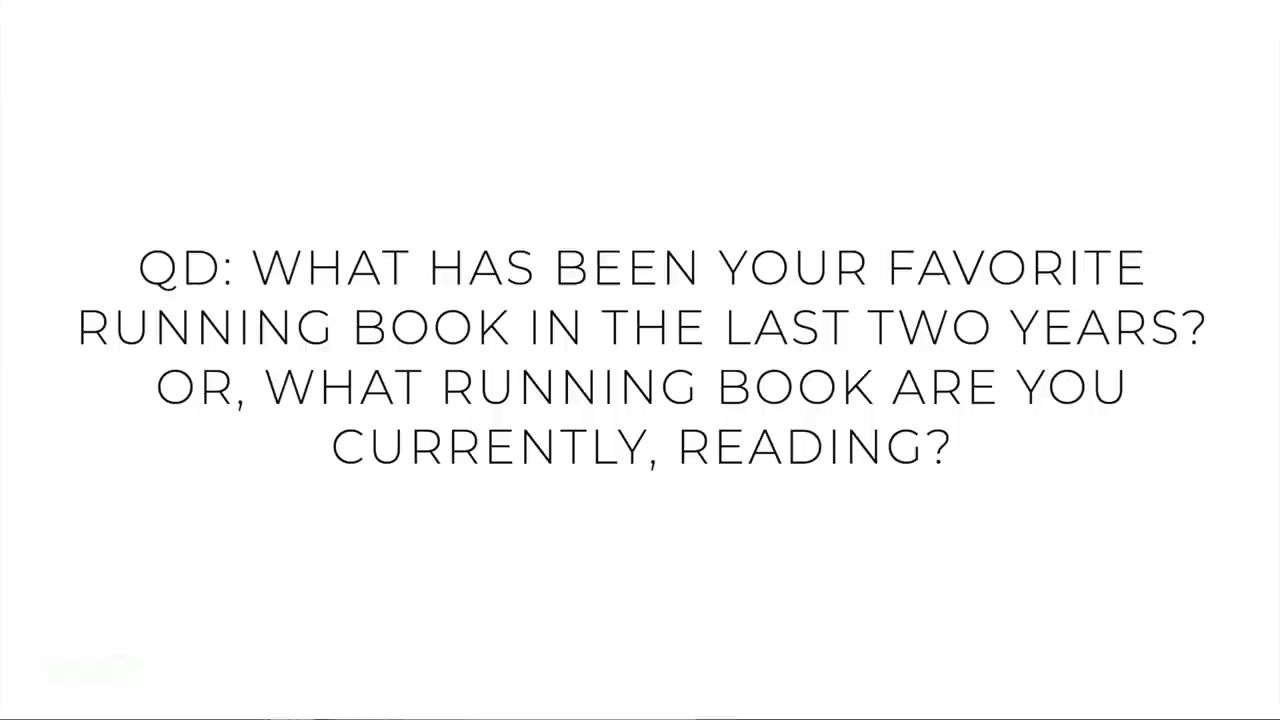 QD: WHAT HAS BEEN YOUR FAVORITE
RUNNING BOOK IN THE LAST TWO YEARS?
OR, WHAT RUNNING BOOK ARE YOU
CURRENTLY, READING?